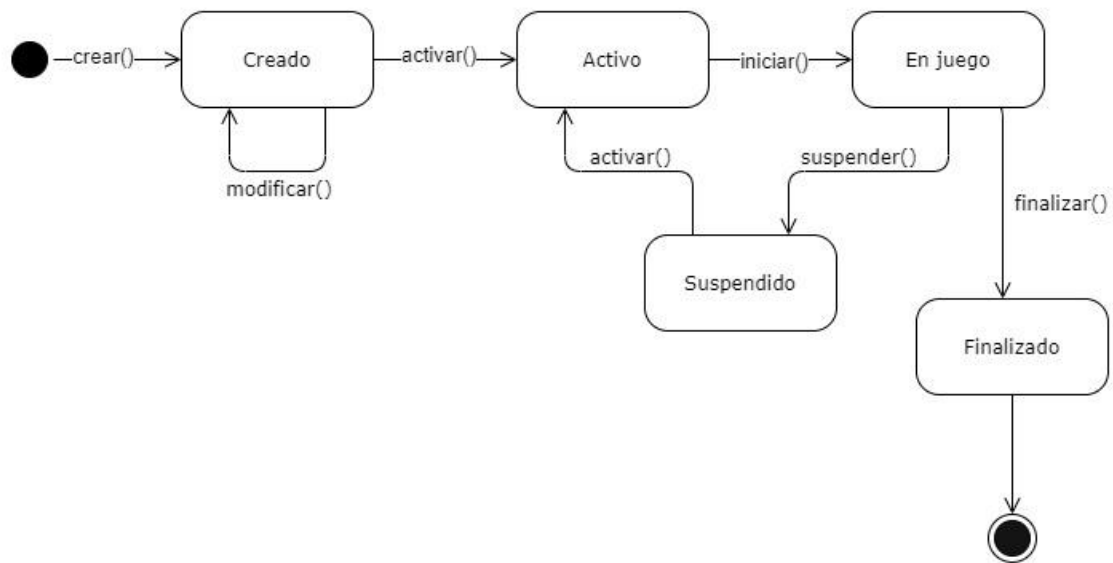 crear()
Creado
activar()
Activo
iniciar()
En juego
modificar()
activar()
suspender()
finalizar()
Suspendido
Finalizado